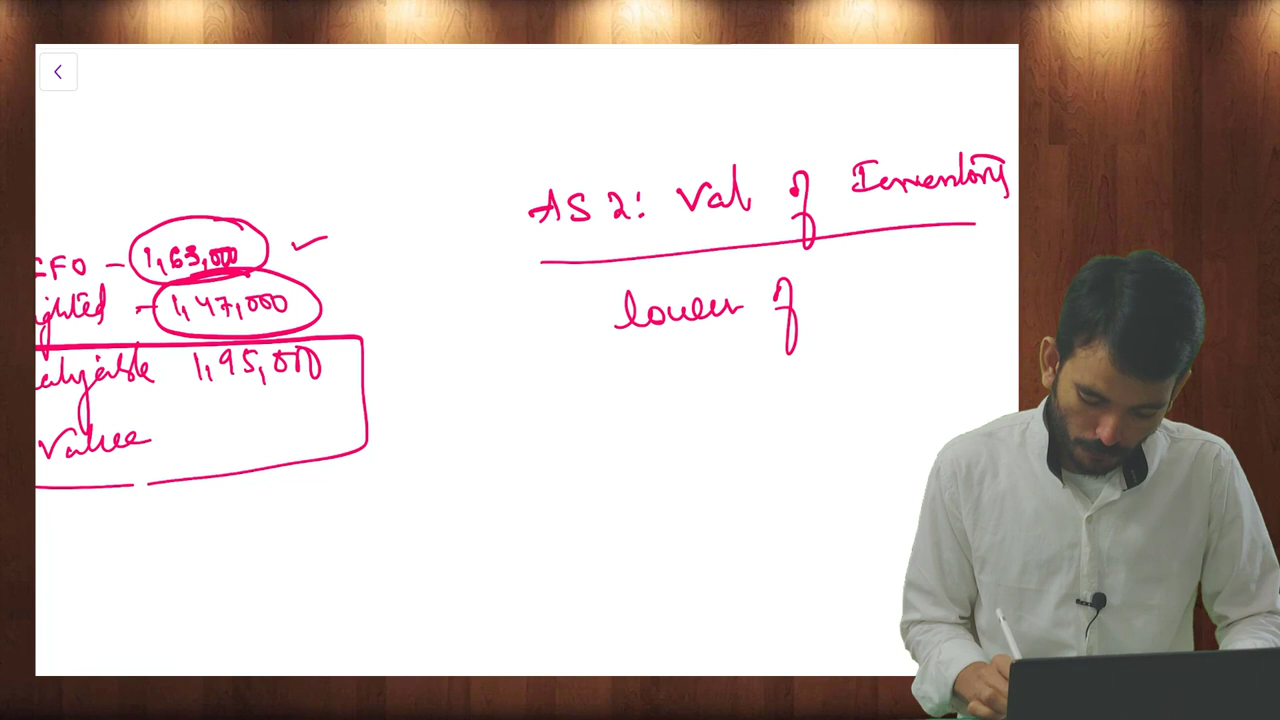 AS 2: Val of Inventory
lower of
IFO - 1,63,000
ighted - 1,47,000
alizable 1,95,000
Value